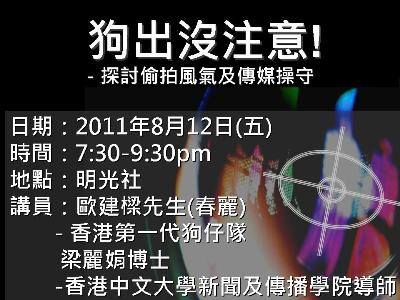 狗出沒注意!
- 探討偷拍風氣及傳媒操守
日期：2011年8月12日(五)
時間：7:30-9:30pm
地點：明光社
講員：歐建樑先生(春麗)
- 香港第一代狗仔隊
梁麗娟博士
-香港中文大學新聞及傳播學院導師